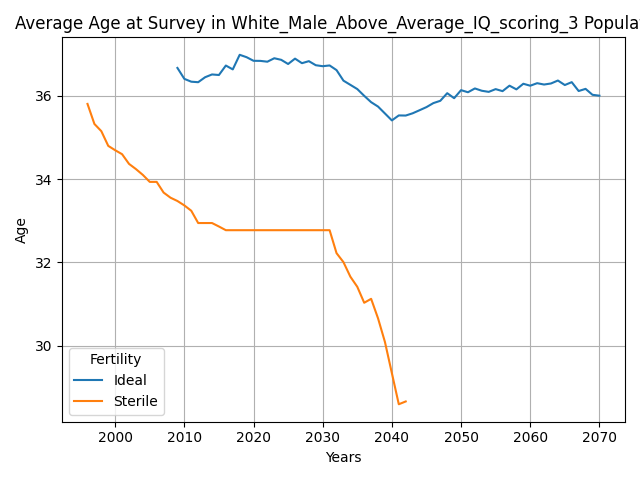 Average Age at Survey in White_Male_Above_Average_IQ_scoring_3 Popula
Age
36
34
32
30
Fertility
Ideal
Sterile
2000 2010 2020 2030 2040 2050 2060 2070
Years